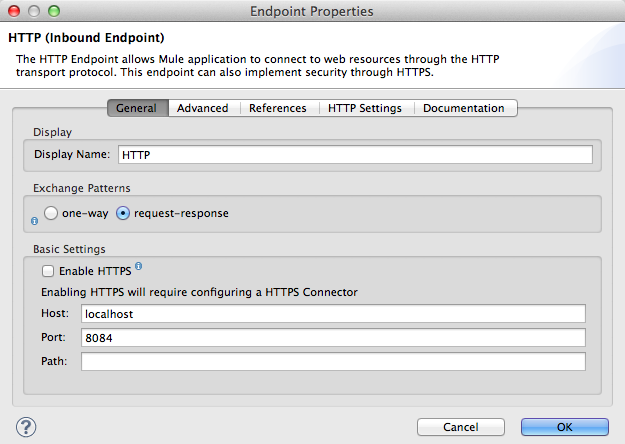 Endpoint Properties
HTTP (Inbound Endpoint)
The HTTP Endpoint allows Mule application to connect to web resources through the HTTP
transport protocol. This endpoint can also implement security through HTTPS.
General Advanced References HTTP Settings Documentation
Display
Display Name: HTTP
Exchange Patterns
i one-way request-response
Basic Settings
Enable HTTPS i
Enabling HTTPS will require configuring a HTTPS Connector
Host: localhost
Port: 8084
Path:
? Cancel OK